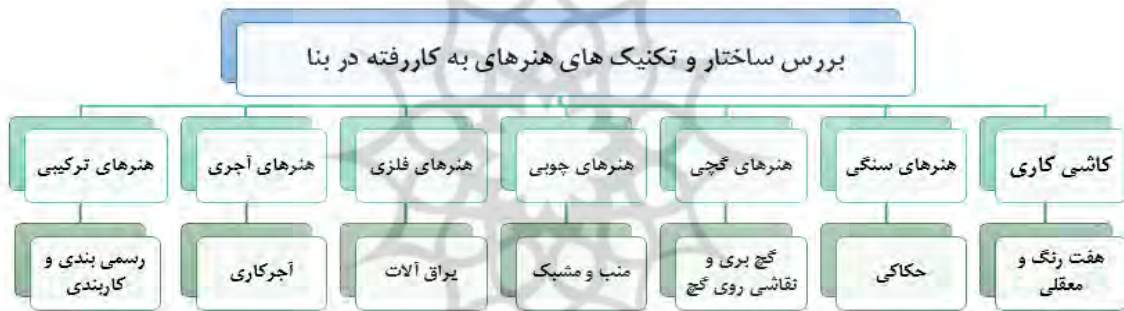 بررس ساختار و تکنیک های هنرهای به کاررفته در بنا
کاشی کاری
هنرهای سنگی
هنرهای گچی
هنرهای چوبی
هنرهای فلزی
هنرهای آجری
هنرهای ترکیبی
هفت رنگ و
معقلی
حکاکی
گچ بری و
نقاشی روی گچ
منب و مشبک
یراق آلات
آجرکاری
رسمی بندی و
کاربندی